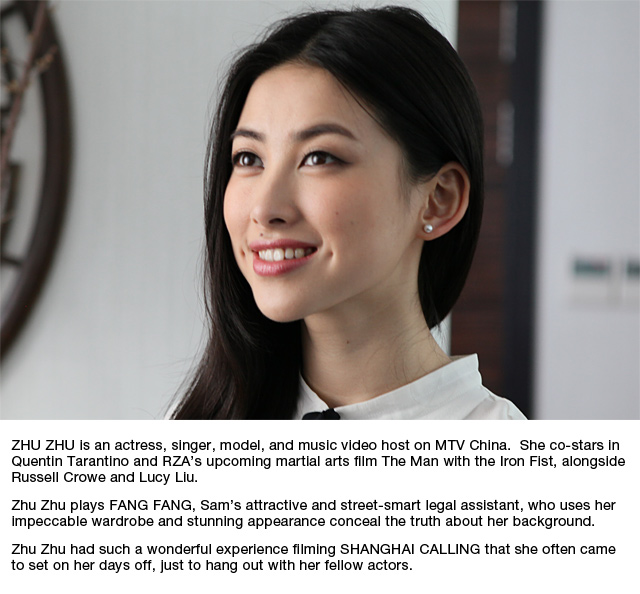 ZHU ZHU is an actress, singer, model, and music video host on MTV China.  She co-stars in
Quentin Tarantino and RZA's upcoming martial arts film The Man with the Iron Fist, alongside
Russell Crowe and Lucy Liu.
Zhu Zhu plays FANG FANG, Sam's attractive and street-smart legal assistant, who uses her
impeccable wardrobe and stunning appearance conceal the truth about her background.
Zhu Zhu had such a wonderful experience filming SHANGHAI CALLING that she often came
to set on her days off, just to hang out with her fellow actors.